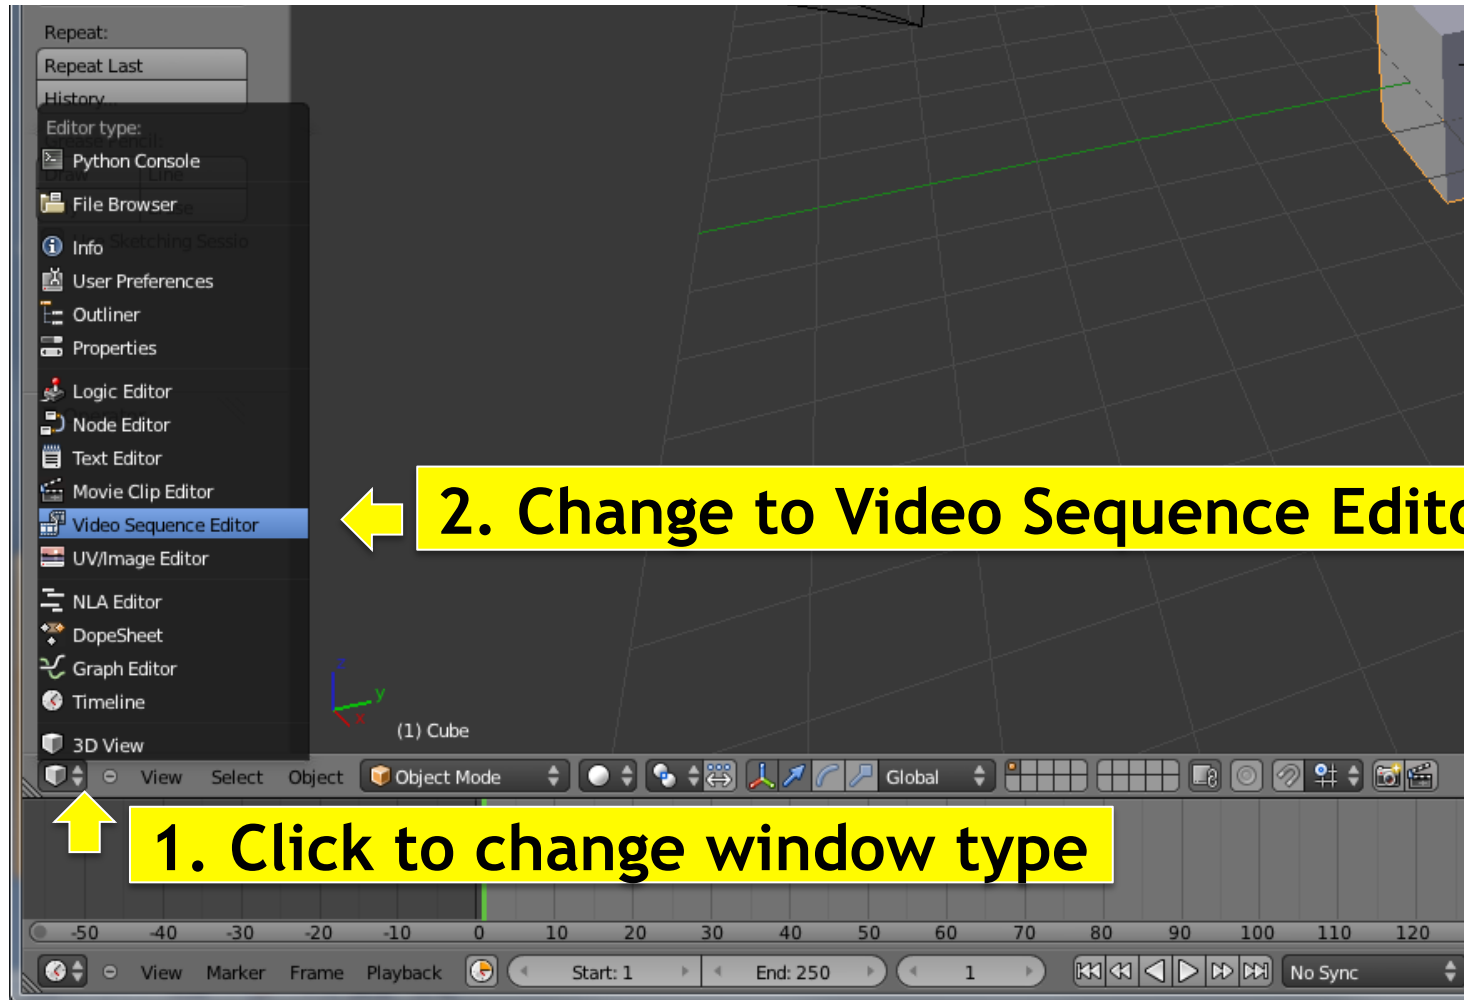 Repeat:
Repeat Last
History...
Editor type:
Python Console
File Browser
Info
User Preferences
Outliner
Properties
Logic Editor
Node Editor
Text Editor
Movie Clip Editor
Video Sequence Editor
UV/Image Editor
NLA Editor
DopeSheet
Graph Editor
Timeline
3D View
2. Change to Video Sequence Edito
z
y
x
(1) Cube
View Select Object Object Mode Global
1. Click to change window type
-50 -40 -30 -20 -10 0 10 20 30 40 50 60 70 80 90 100 110 120
View Marker Frame Playback Start: 1 End: 250 1 No Sync